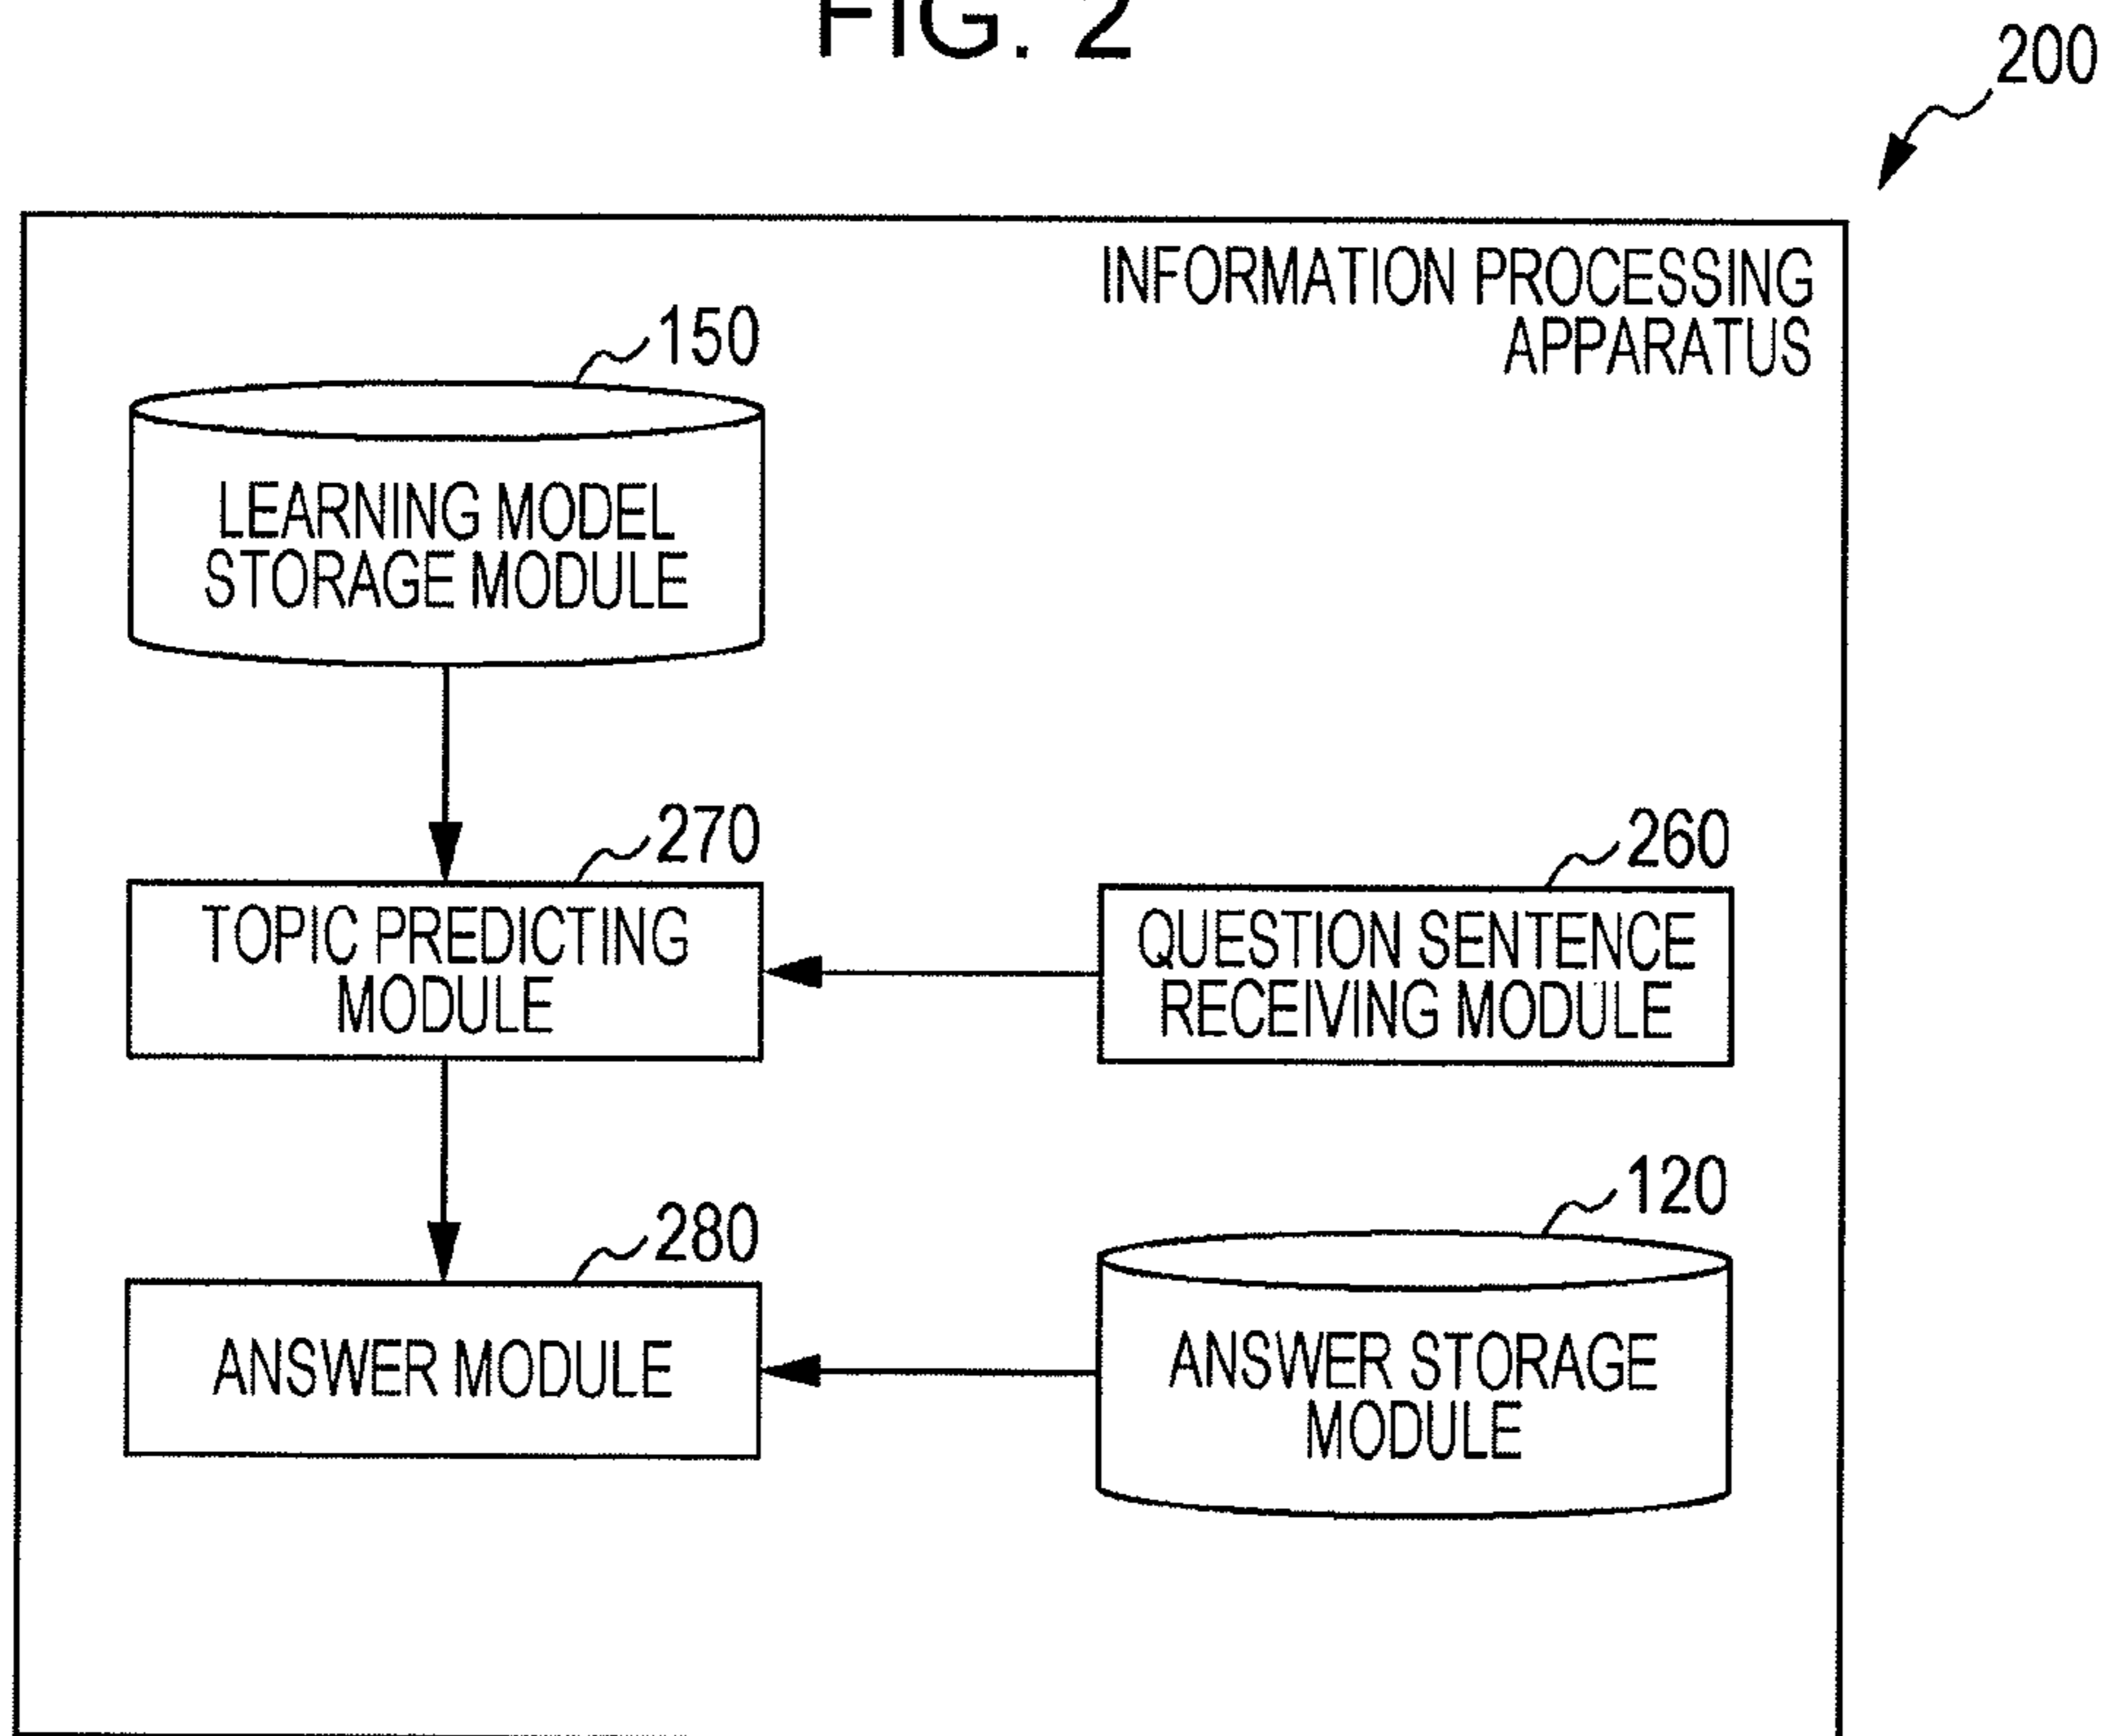 FIG. 2
200
INFORMATION PROCESSING
APPARATUS
150
LEARNING MODEL
STORAGE MODULE
270
TOPIC PREDICTING
MODULE
260
QUESTION SENTENCE
RECEIVING MODULE
280
ANSWER MODULE
120
ANSWER STORAGE
MODULE